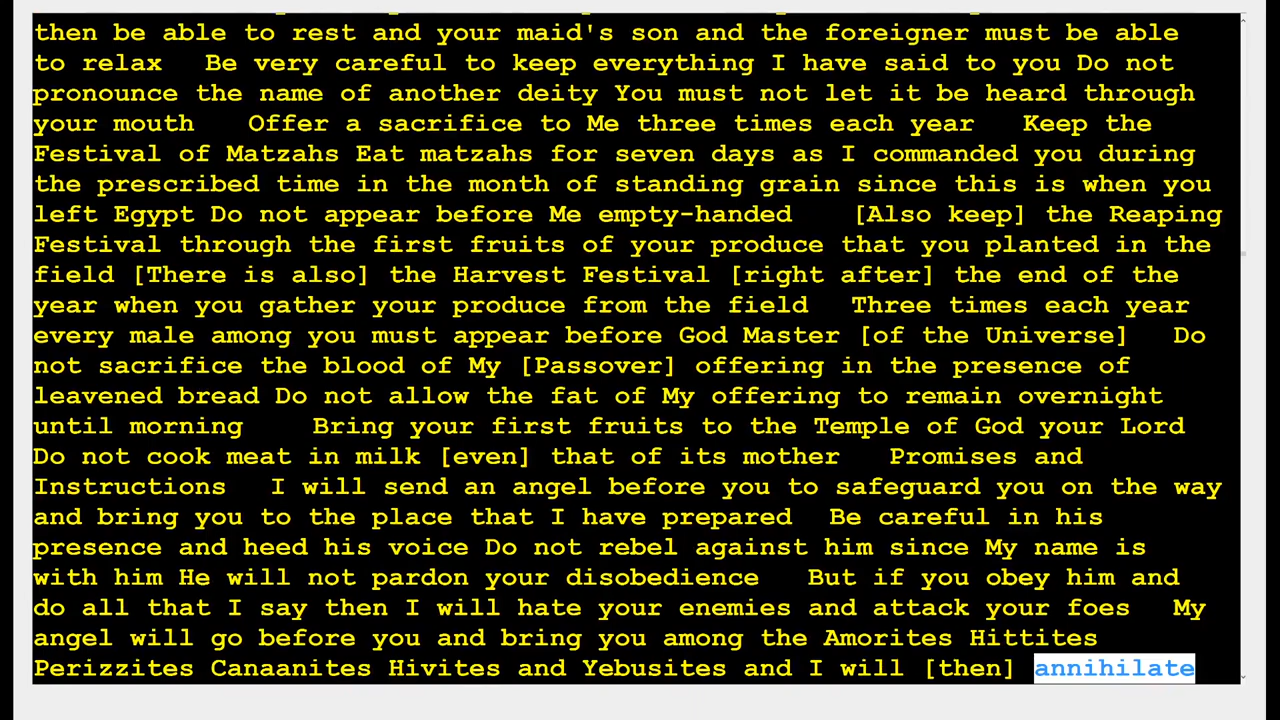 then be able to rest and your maid's son and the foreigner must be able
to relax   Be very careful to keep everything I have said to you Do not
pronounce the name of another deity You must not let it be heard through
your mouth    Offer a sacrifice to Me three times each year    Keep the
Festival of Matzahs Eat matzahs for seven days as I commanded you during
the prescribed time in the month of standing grain since this is when you
left Egypt Do not appear before Me empty-handed    [Also keep] the Reaping
Festival through the first fruits of your produce that you planted in the
field [There is also] the Harvest Festival [right after] the end of the
year when you gather your produce from the field   Three times each year
every male among you must appear before God Master [of the Universe]   Do
not sacrifice the blood of My [Passover] offering in the presence of
leavened bread Do not allow the fat of My offering to remain overnight
until morning    Bring your first fruits to the Temple of God your Lord
Do not cook meat in milk [even] that of its mother   Promises and
Instructions   I will send an angel before you to safeguard you on the way
and bring you to the place that I have prepared   Be careful in his
presence and heed his voice Do not rebel against him since My name is
with him He will not pardon your disobedience   But if you obey him and
do all that I say then I will hate your enemies and attack your foes   My
angel will go before you and bring you among the Amorites Hittites
Perizzites Canaanites Hivites and Yebusites and I will [then] annihilate